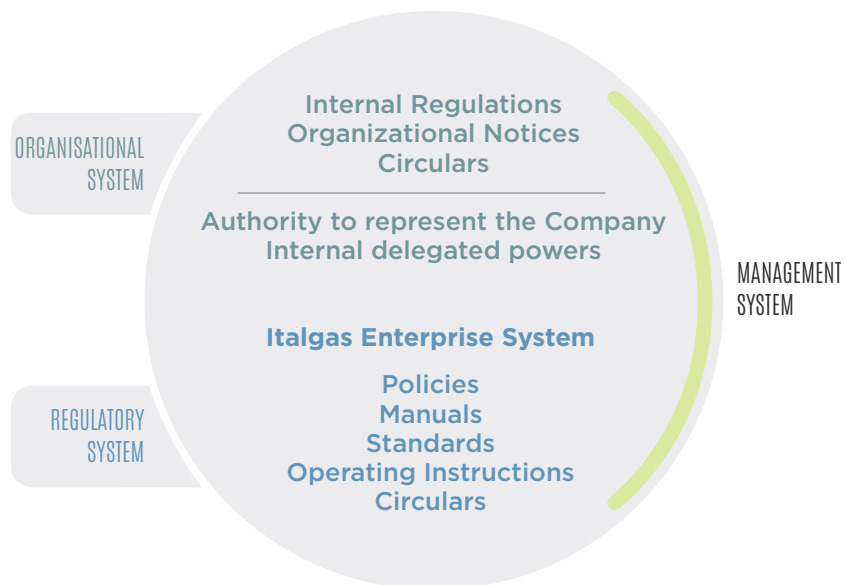 Internal Regulations
Organizational Notices
Circulars
ORGANISATIONAL
SYSTEM
Authority to represent the Company
Internal delegated powers
MANAGEMENT
SYSTEM
Italgas Enterprise System
Policies
Manuals
Standards
Operating Instructions
Circulars
REGULATORY
SYSTEM